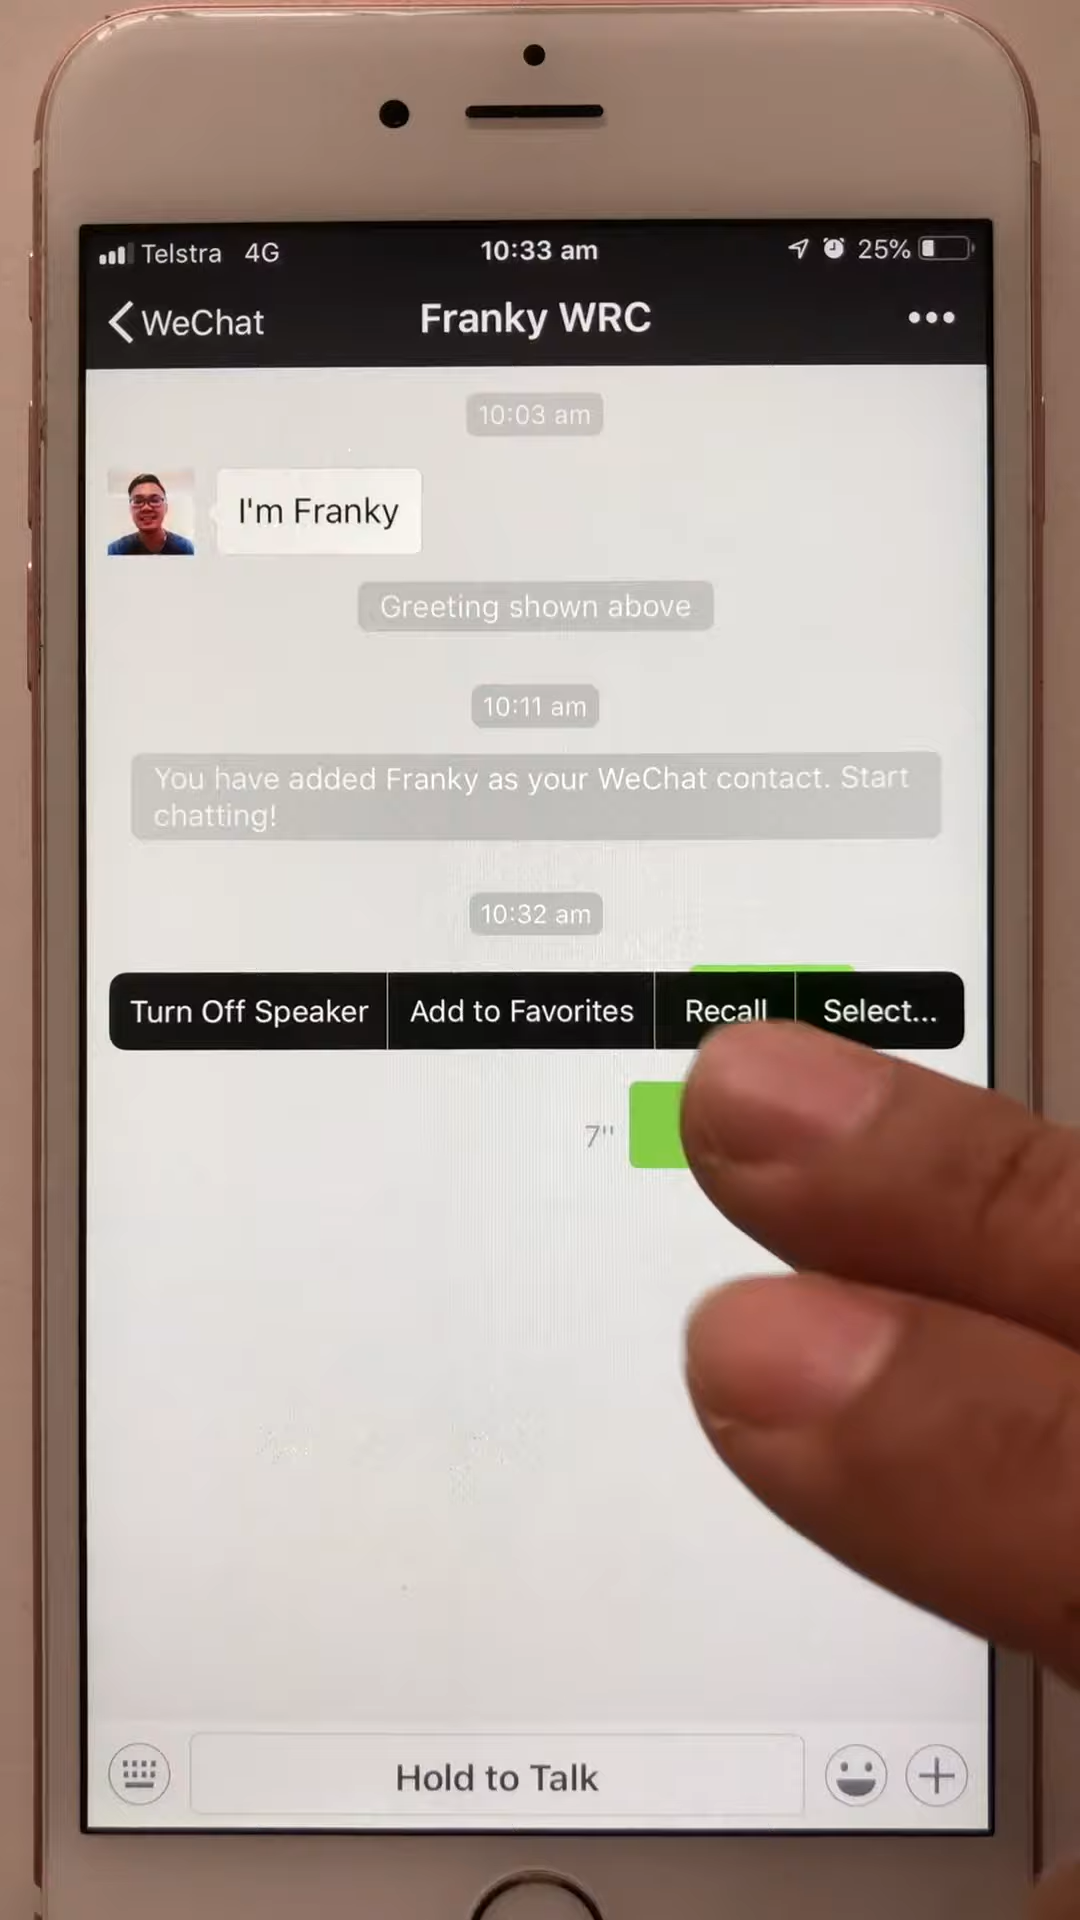 Telstra 4G 10:33 am 25%
WeChat Franky WRC
10:03 am
I'm Franky
Greeting shown above
10:11 am
You have added Franky as your WeChat contact. Start
chatting!
10:32 am
Turn Off Speaker Add to Favorites Recall Select...
7''
Hold to Talk